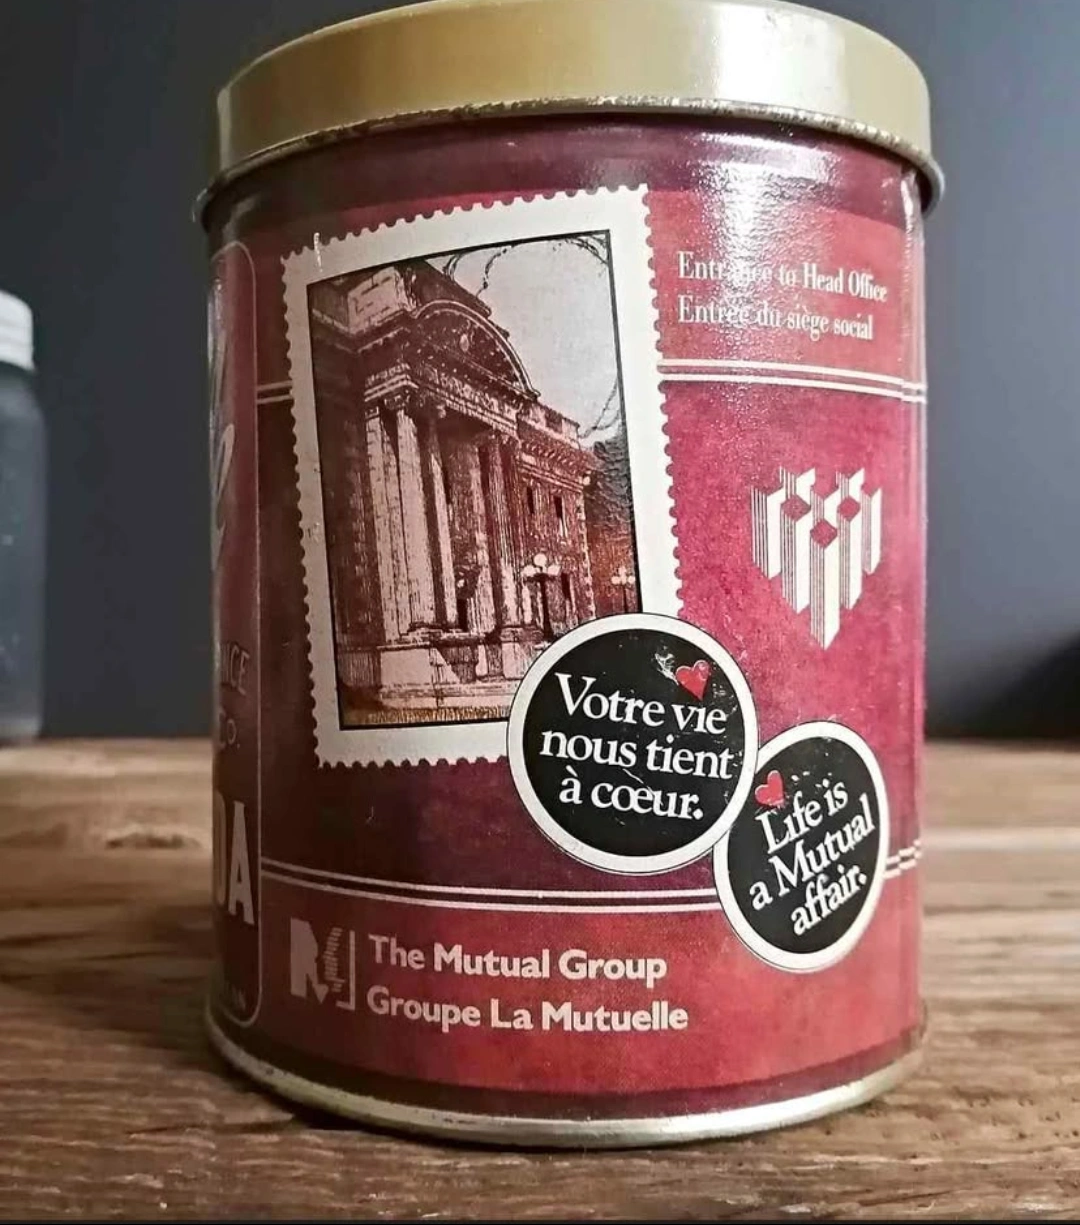 Entrance to Head Office
Entrée du siège social
Votre vie
nous tient
à cœur.
Life is
a Mutual
affair.
The Mutual Group
Groupe La Mutuelle